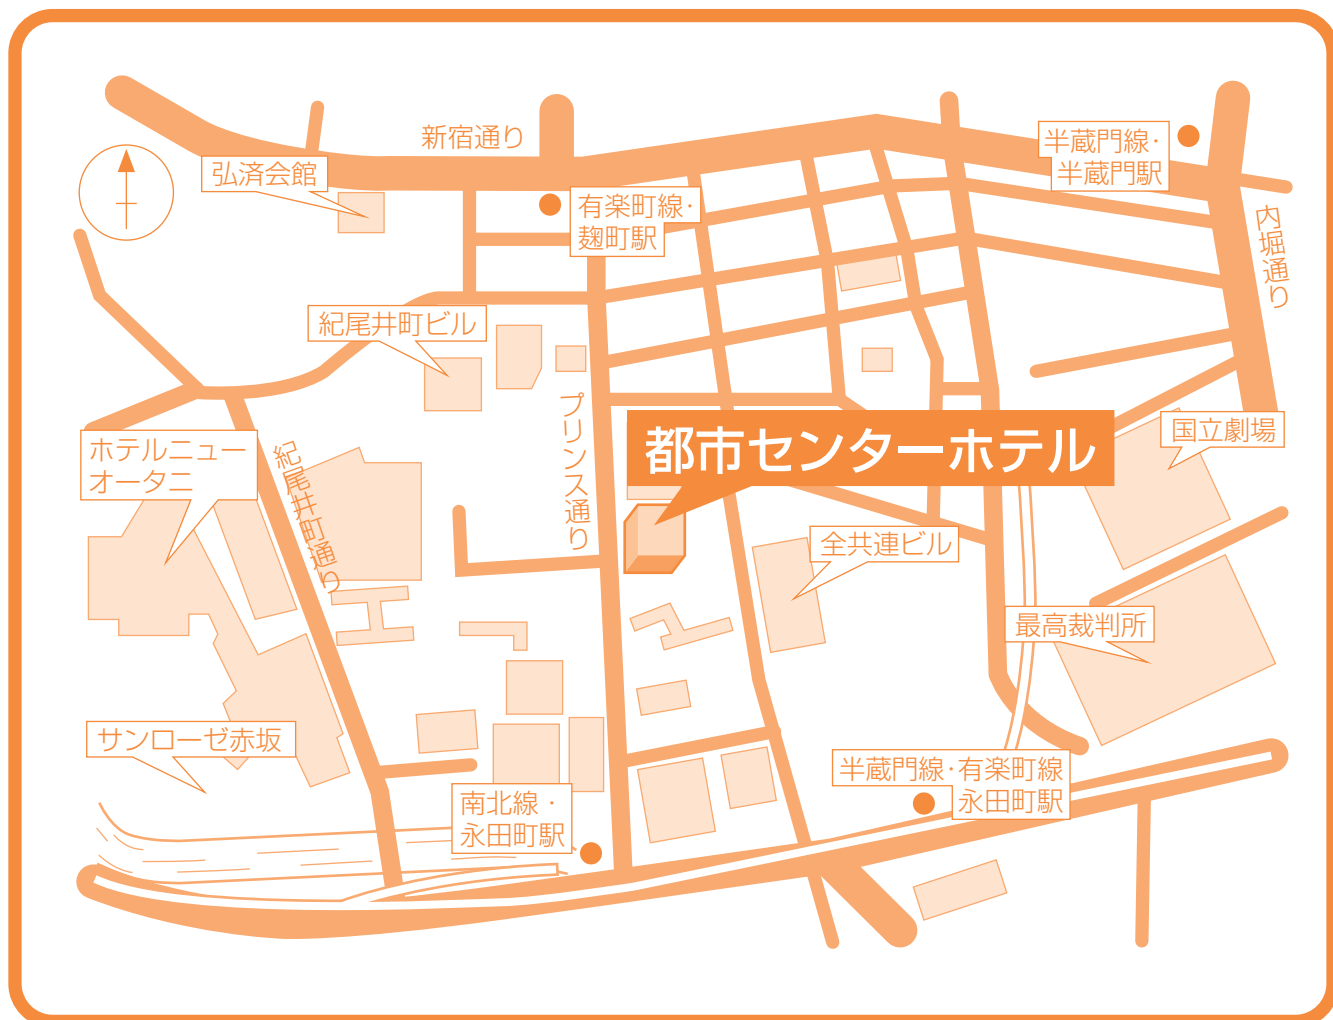 新宿通り
半蔵門線・
半蔵門駅
弘済会館
有楽町線・
麹町駅
内堀通り
紀尾井町ビル
プリンス通り
都市センターホテル
国立劇場
ホテルニュー
オータニ
紀尾井町通り
全共連ビル
最高裁判所
サンローゼ赤坂
半蔵門線・有楽町線
永田町駅
南北線・
永田町駅